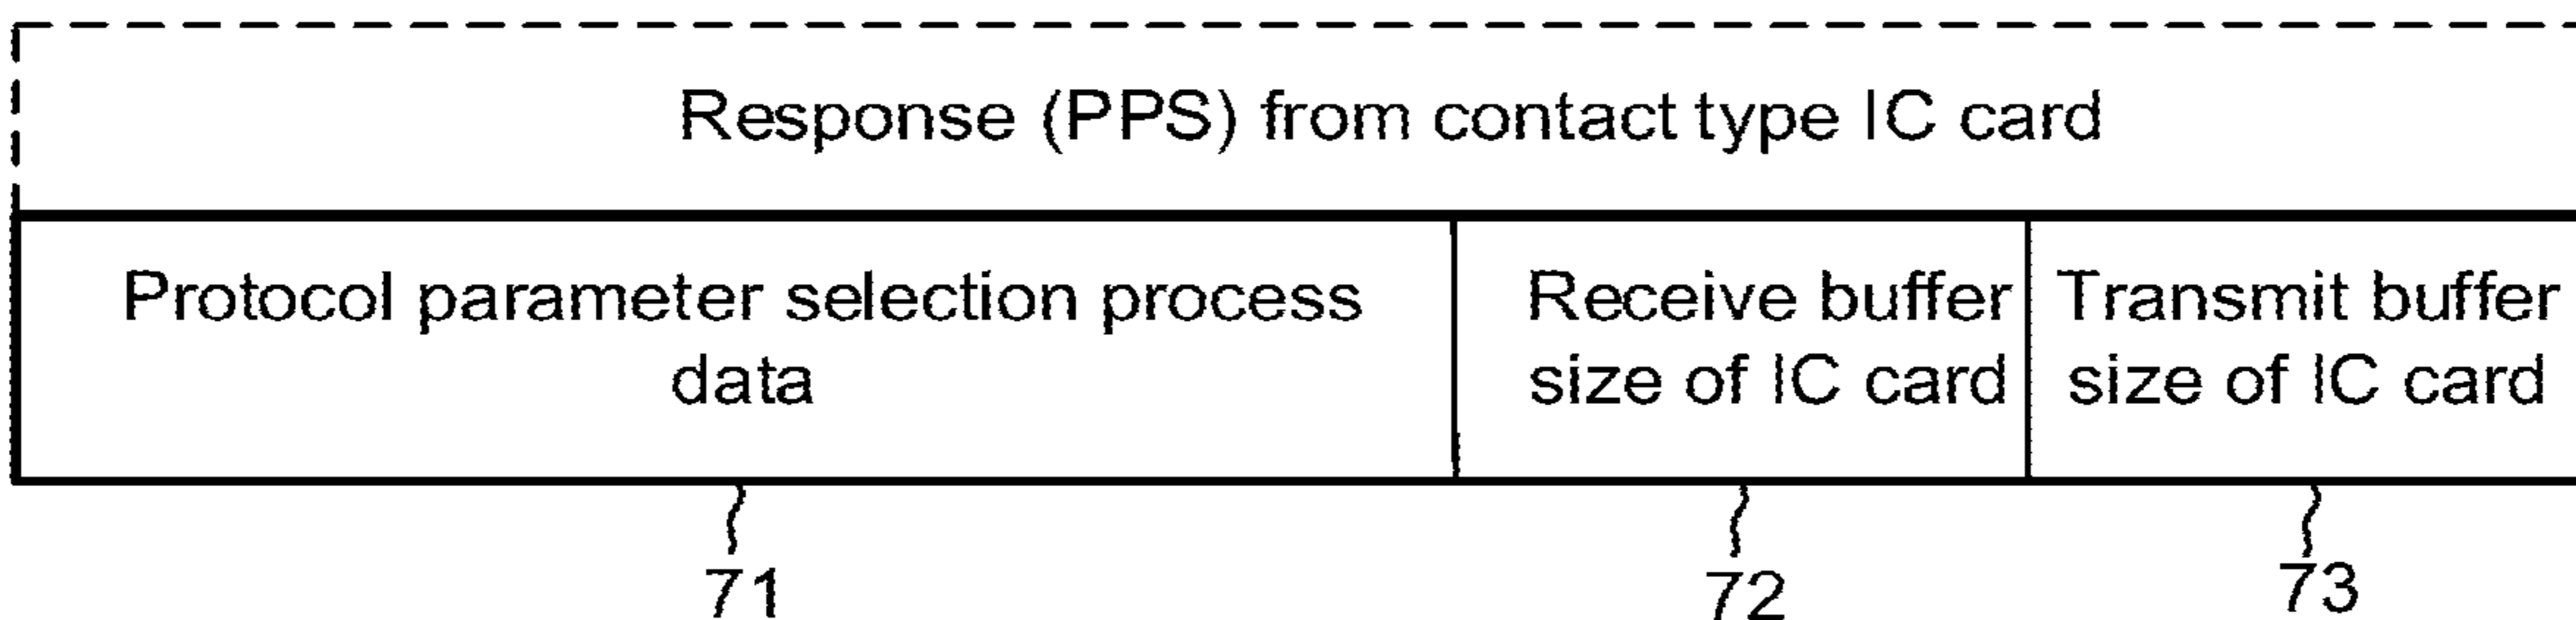 Response (PPS) from contact type IC card
Protocol parameter selection process
data
Receive buffer
size of IC card
Transmit buffer
size of IC card
71
72
73